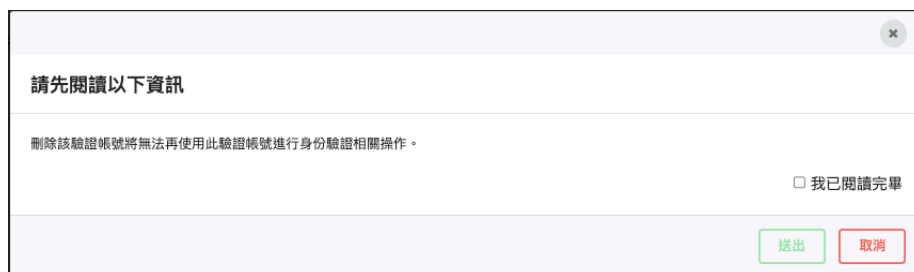 請先閱讀以下資訊
刪除該驗證帳號將無法再使用此驗證帳號進行身份驗證相關操作。
我已閱讀完畢
送出
取消